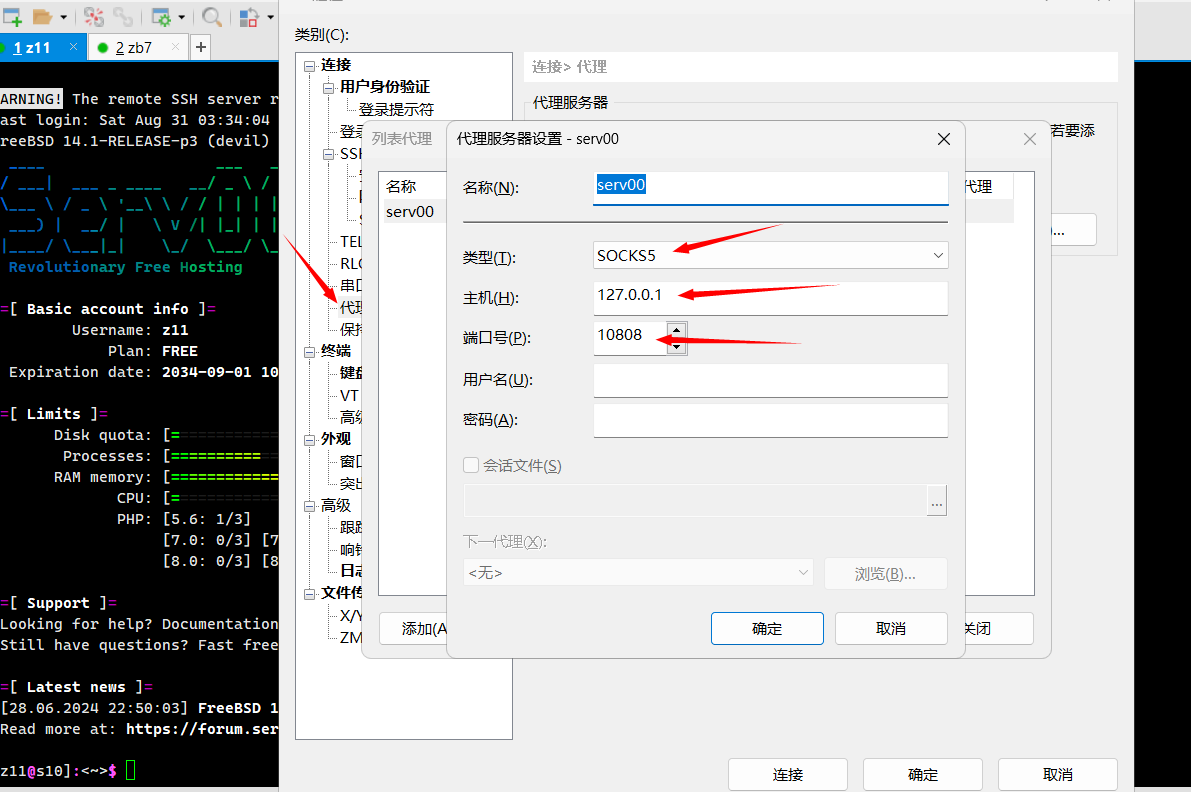 1 z11
2 zb7
ARNING! The remote SSH server r
ast login: Sat Aug 31 03:34:04
reeBSD 14.1-RELEASE-p3 (devil)
Revolutionary Free Hosting
=[ Basic account info ]=
Username: z11
Plan: FREE
Expiration date: 2034-09-01 10
=[ Limits ]=
Disk quota: [=
Processes: [==========
RAM memory: [============
CPU: [=
PHP: [5.6: 1/3]
[7.0: 0/3] [7
[8.0: 0/3] [8
=[ Support ]=
Looking for help? Documentation
Still have questions? Fast free
=[ Latest news ]=
[28.06.2024 22:50:03] FreeBSD 1
Read more at: https://forum.ser
z11@s10]:<~>$
类别(C):
连接
用户身份验证
登录提示符
登录
SSH
TEL
RLO
串口
代理
保持
终端
键盘
VT
高级
外观
窗口
突出
高级
跟踪
响铃
日志
文件传
X/Y
ZM
连接> 代理
代理服务器
若要添
列表代理
名称
serv00
代理
...
添加(A
关闭
代理服务器设置 - serv00
名称(N):
serv00
类型(T):
SOCKS5
主机(H):
127.0.0.1
端口号(P):
10808
用户名(U):
密码(A):
会话文件(S)
...
下一代理(X):
<无>
浏览(B)...
确定
取消
连接
确定
取消